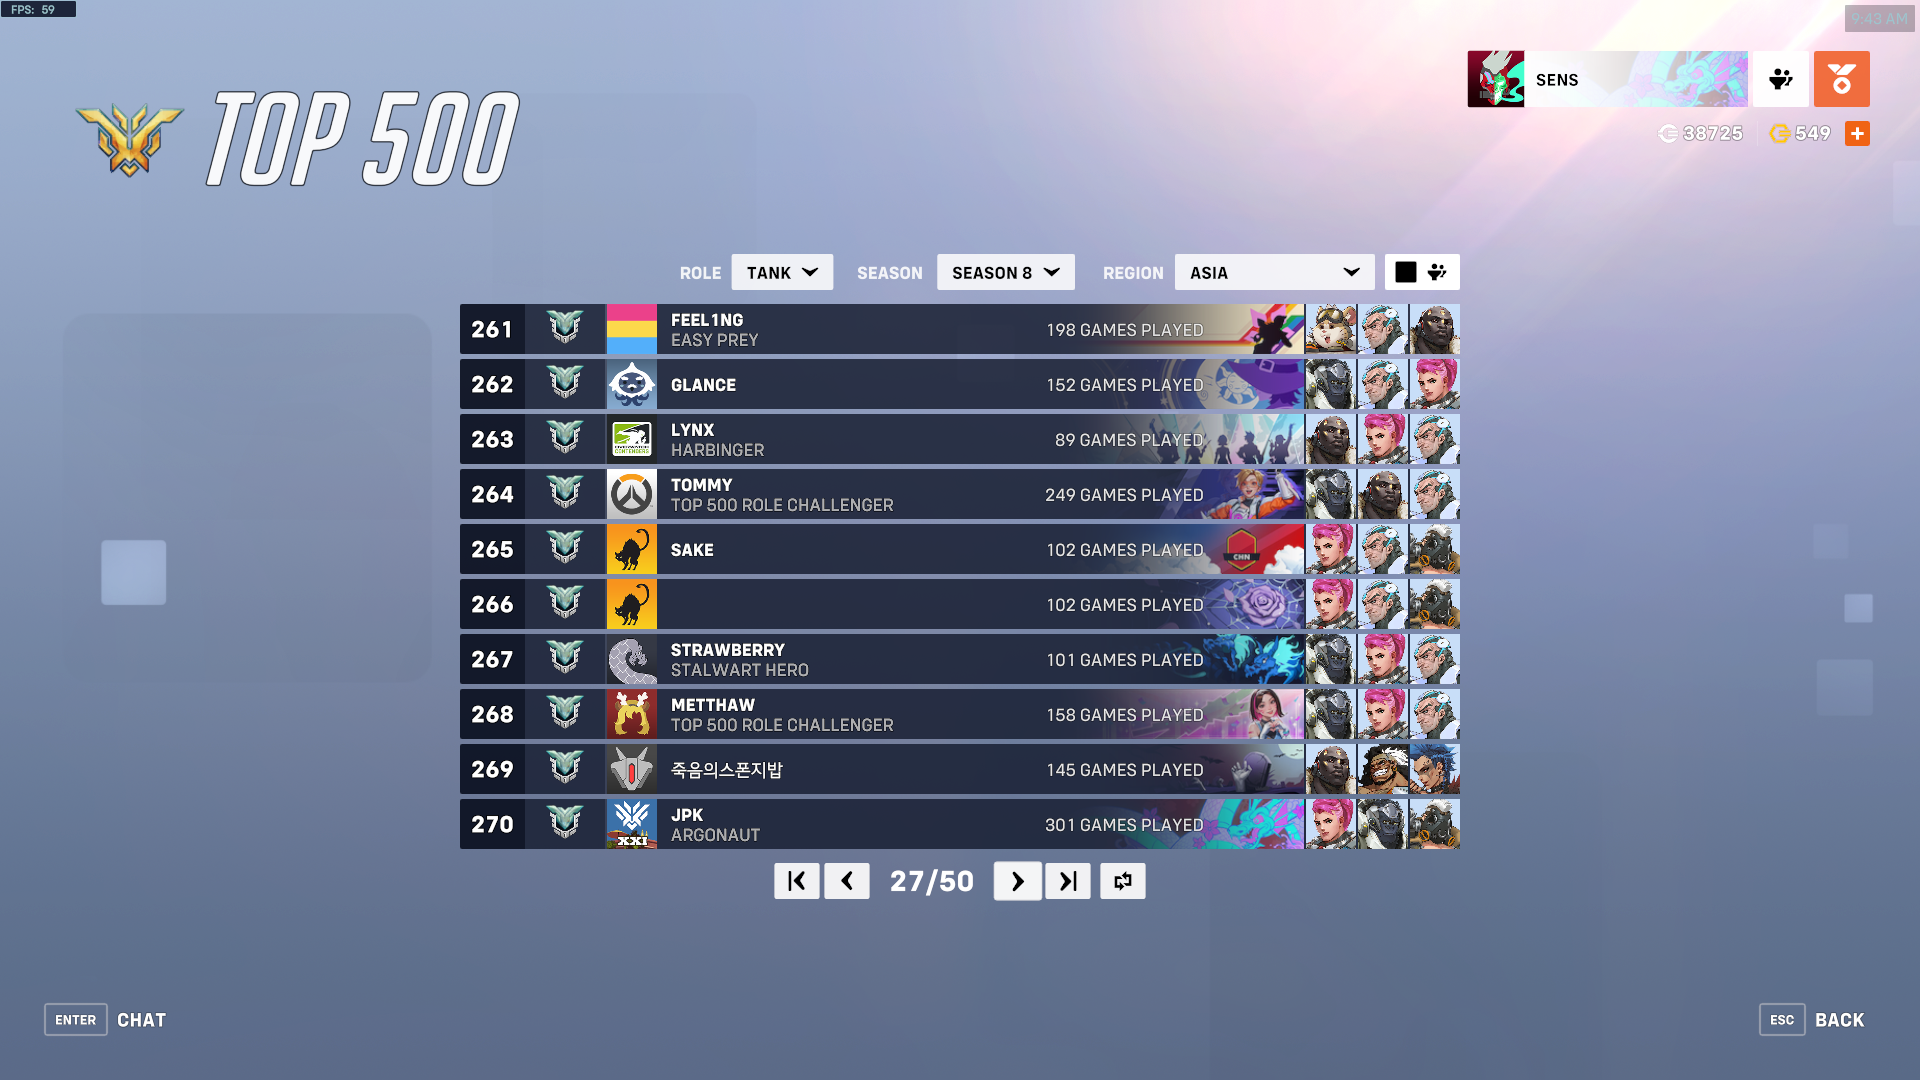 FPS: 59
9:43 AM
TOP 500
SENS
38725
549
ROLE TANK SEASON SEASON 8 REGION ASIA
261 FEEL1NG 198 GAMES PLAYED
EASY PREY
262 GLANCE 152 GAMES PLAYED
263 LYNX 89 GAMES PLAYED
HARBINGER
264 TOMMY 249 GAMES PLAYED
TOP 500 ROLE CHALLENGER
265 SAKE 102 GAMES PLAYED
CHN
266 102 GAMES PLAYED
267 STRAWBERRY 101 GAMES PLAYED
STALWART HERO
268 METTHAW 158 GAMES PLAYED
TOP 500 ROLE CHALLENGER
269 죽음의스폰지밥 145 GAMES PLAYED
270 JPK 301 GAMES PLAYED
ARGONAUT
XXI
27/50
ENTER CHAT
ESC BACK